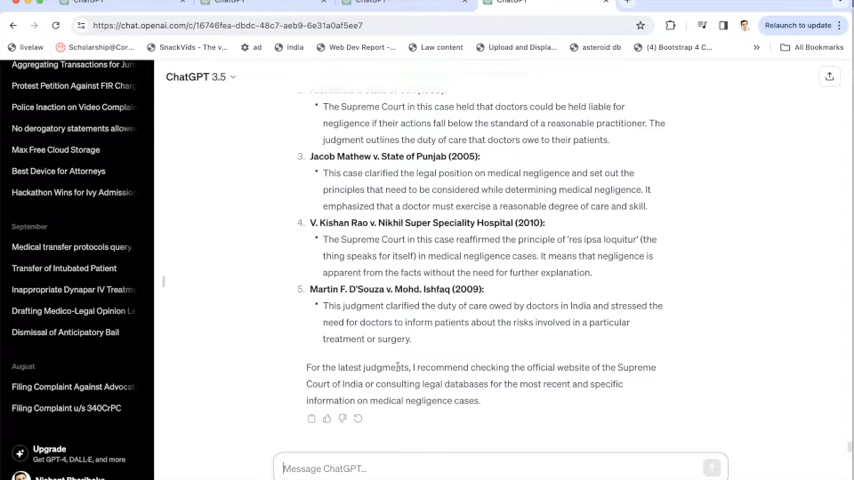 ChatGPT
ChatGPT
ChatGPT
ChatGPT
https://chat.openai.com/c/16746fea-dbdc-48c7-aeb9-6e31a0af5ee7
Relaunch to update
livelaw
Scholarship@Cor...
SnackVids - The v...
ad
India
Web Dev Report -...
Law content
Upload and Displa...
asteroid db
(4) Bootstrap 4 C...
»
All Bookmarks
Aggregating Transactions for Juri
Protest Petition Against FIR Charg
Police Inaction on Video Complain
No derogatory statements allowe
Max Free Cloud Storage
Best Device for Attorneys
Hackathon Wins for Ivy Admission
September
Medical transfer protocols query.
Transfer of Intubated Patient
Inappropriate Dynapar IV Treatme
Drafting Medico-Legal Opinion Le
Dismissal of Anticipatory Bail
August
Filing Complaint Against Advocat
Filing Complaint u/s 340CrPC
Upgrade
Get GPT-4, DALL·E, and more
ChatGPT 3.5
• The Supreme Court in this case held that doctors could be held liable for
negligence if their actions fall below the standard of a reasonable practitioner. The
judgment outlines the duty of care that doctors owe to their patients.
3. Jacob Mathew v. State of Punjab (2005):
• This case clarified the legal position on medical negligence and set out the
principles that need to be considered while determining medical negligence. It
emphasized that a doctor must exercise a reasonable degree of care and skill.
4. V. Kishan Rao v. Nikhil Super Speciality Hospital (2010):
• The Supreme Court in this case reaffirmed the principle of 'res ipsa loquitur' (the
thing speaks for itself) in medical negligence cases. It means that negligence is
apparent from the facts without the need for further explanation.
5. Martin F. D'Souza v. Mohd. Ishfaq (2009):
• This judgment clarified the duty of care owed by doctors in India and stressed the
need for doctors to inform patients about the risks involved in a particular
treatment or surgery.
For the latest judgments, I recommend checking the official website of the Supreme
Court of India or consulting legal databases for the most recent and specific
information on medical negligence cases.
Message ChatGPT...